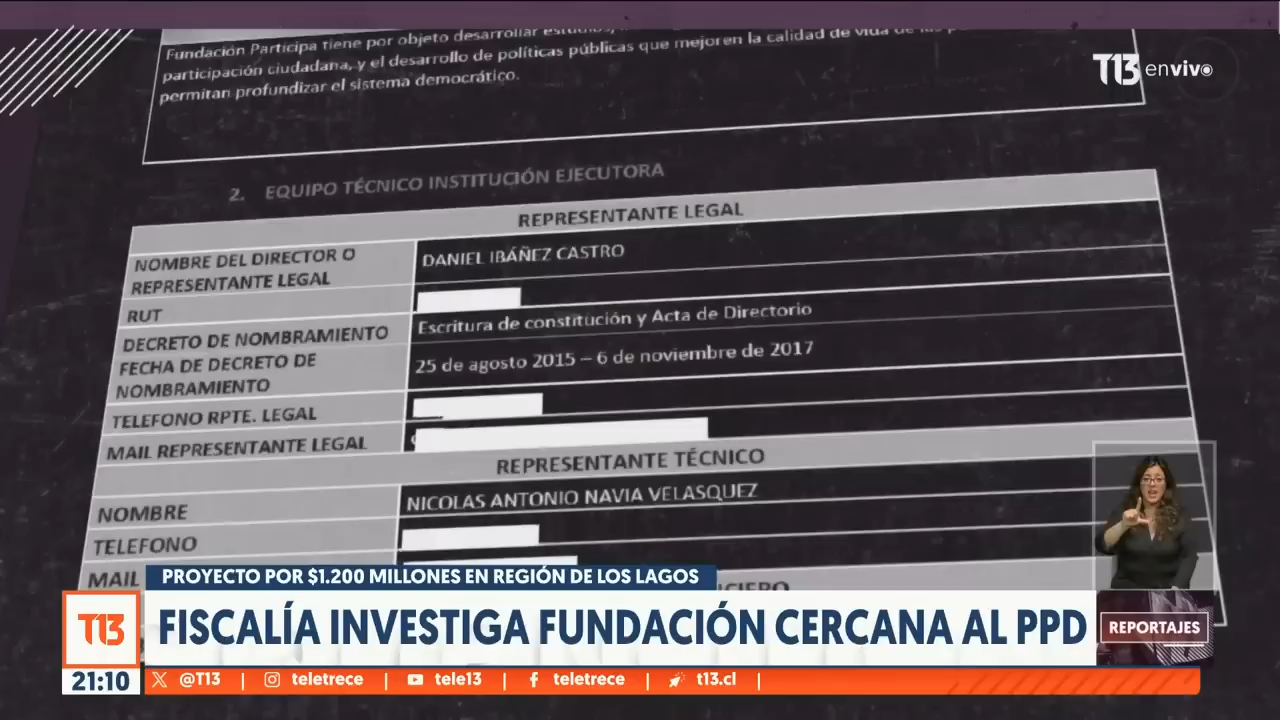 Fundación Participa tiene por objeto desarrollar
participación ciudadana, y el desarrollo de políticas públicas que mejoren la calidad de vida de
permitan profundizar el sistema democrático.
T13 envivo
2. EQUIPO TÉCNICO INSTITUCIÓN EJECUTORA
REPRESENTANTE LEGAL
NOMBRE DEL DIRECTOR O
REPRESENTANTE LEGAL
DANIEL IBÁÑEZ CASTRO
RUT
DECRETO DE NOMBRAMIENTO
Escritura de constitución y Acta de Directorio
FECHA DE DECRETO DE
NOMBRAMIENTO
25 de agosto 2015 – 6 de noviembre de 2017
TELEFONO RPTE. LEGAL
MAIL REPRESENTANTE LEGAL
REPRESENTANTE TÉCNICO
NOMBRE
NICOLAS ANTONIO NAVIA VELASQUEZ
TELEFONO
MAIL
PROYECTO POR $1.200 MILLONES EN REGIÓN DE LOS LAGOS
T13
FISCALÍA INVESTIGA FUNDACIÓN CERCANA AL PPD
REPORTAJES
21:10
@T13 | teletrece | tele13 | teletrece | t13.cl |